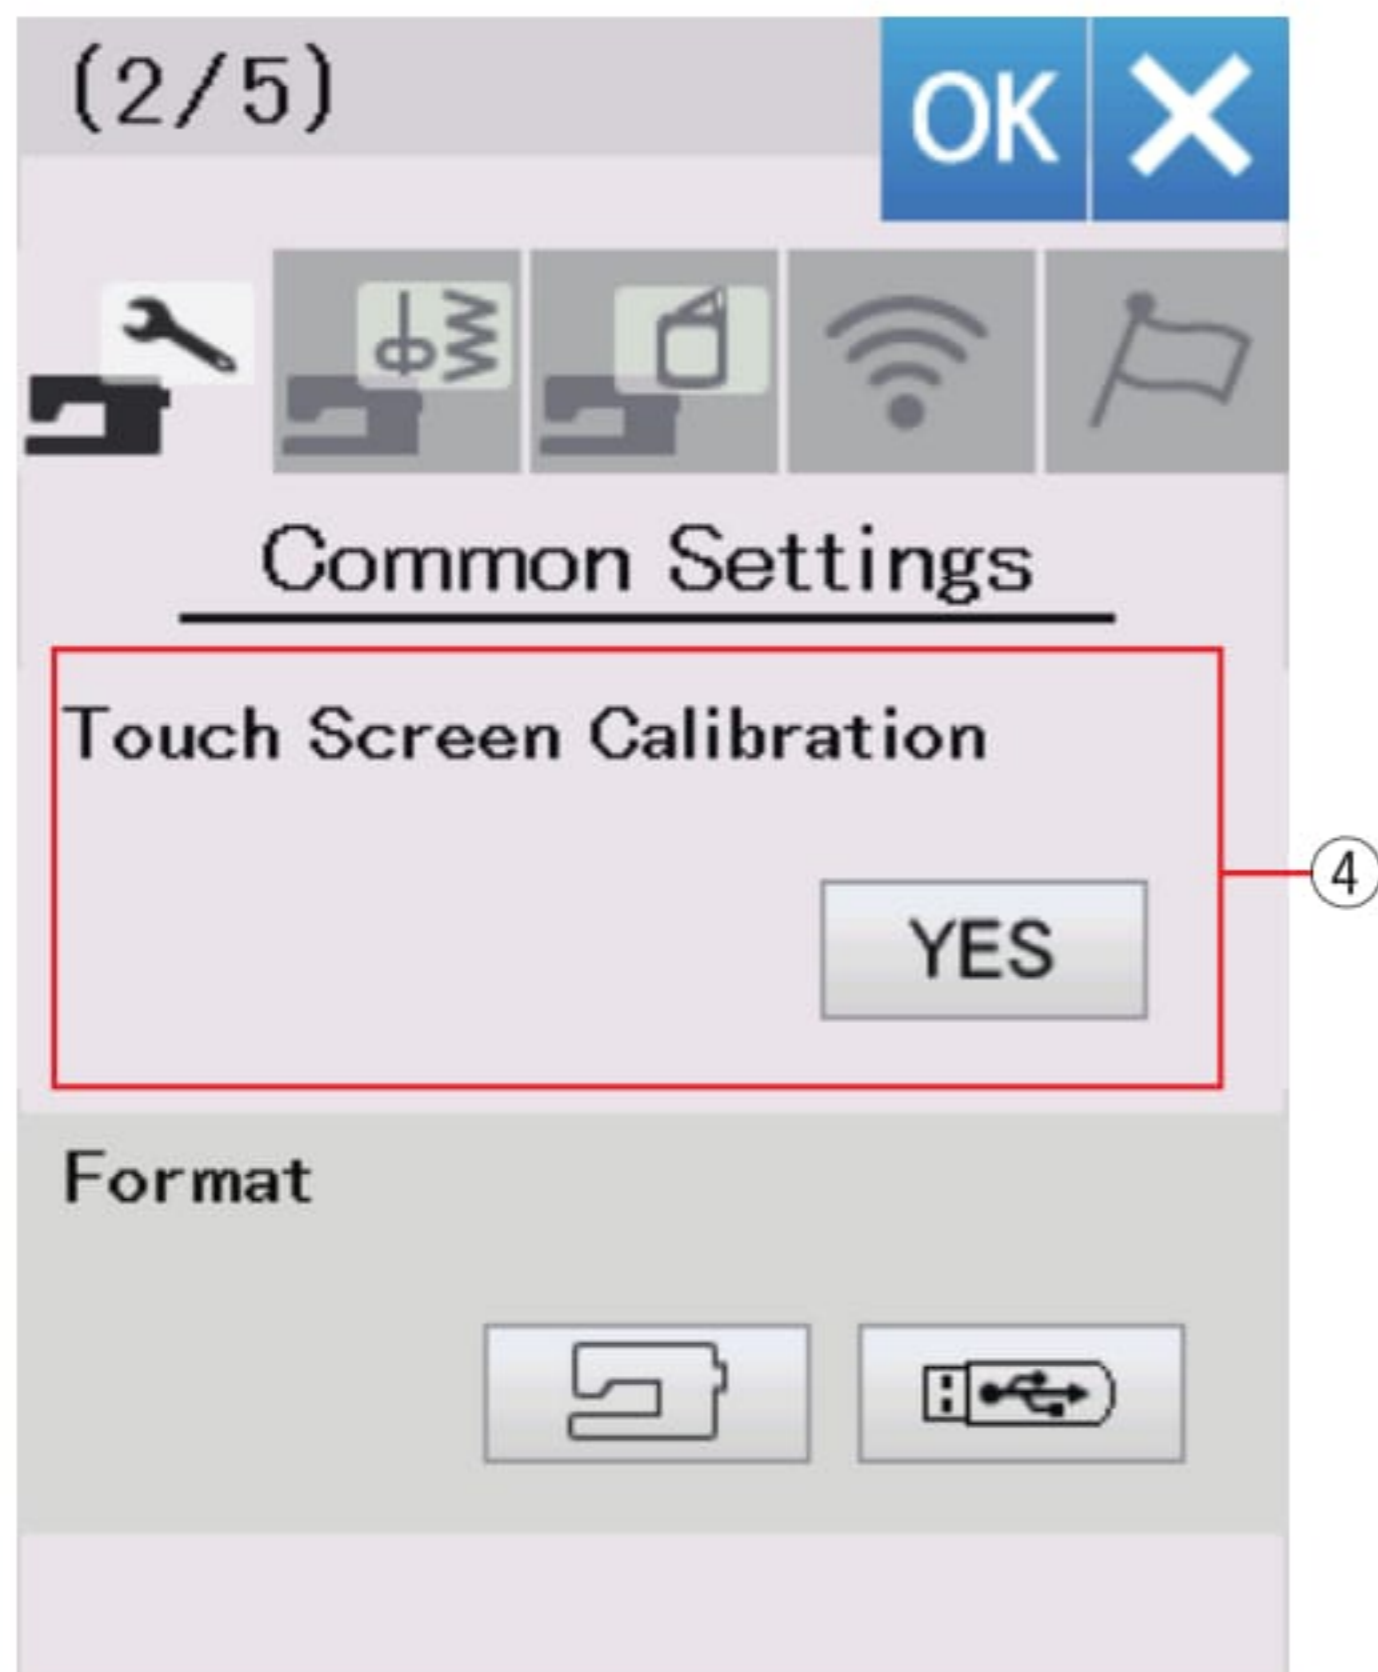 (2/5)
OK
Common Settings
Touch Screen Calibration
④
YES
Format